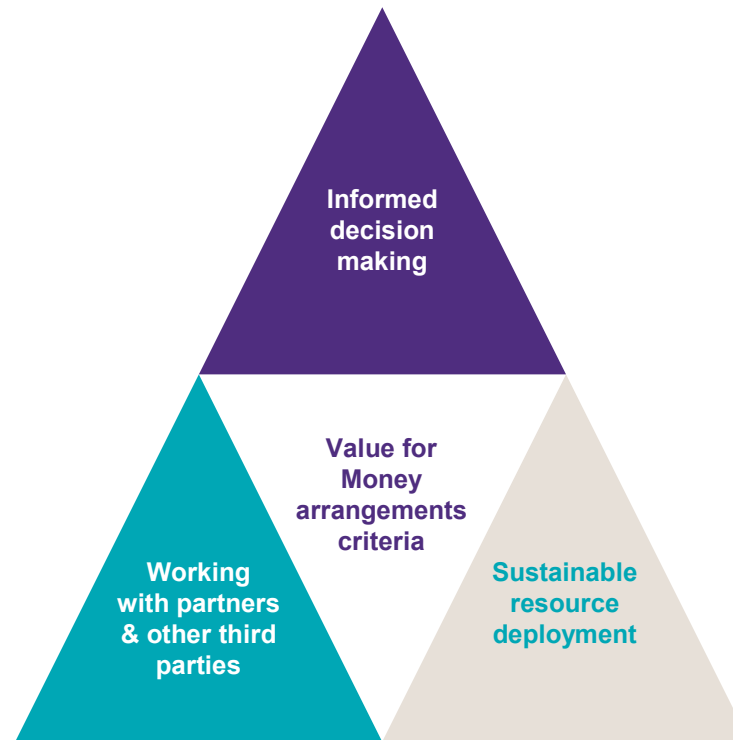 Informed
decision
making
Value for
Money
arrangements
criteria
Working
with partners
& other third
parties
Sustainable
resource
deployment